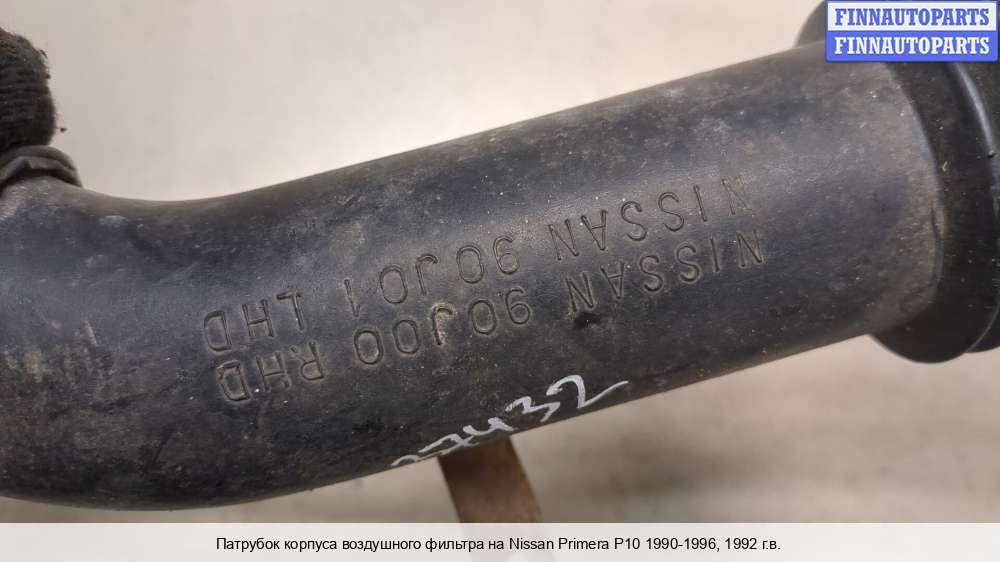 FINNAUTOPARTS
FINNAUTOPARTS
NISSAN 90J00 RHD
NISSAN 90J01 LHD
27432
Патрубок корпуса воздушного фильтра на Nissan Primera P10 1990-1996, 1992 г.в.